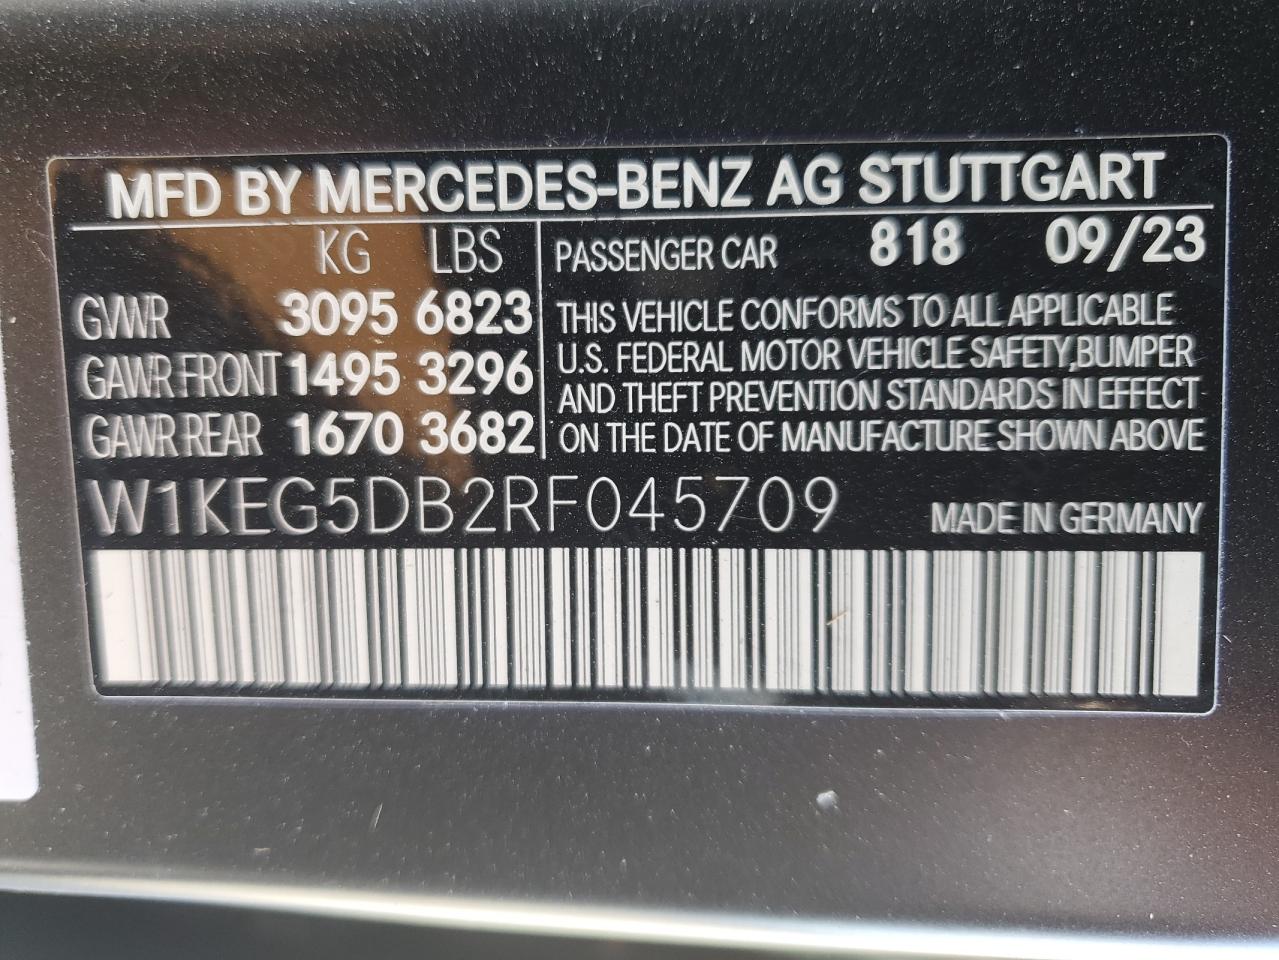 MFD BY MERCEDES-BENZ AG STUTTGART
KG LBS
GVWR 3095 6823
GAWR FRONT 1495 3296
GAWR REAR 1670 3682
PASSENGER CAR 818 09/23
THIS VEHICLE CONFORMS TO ALL APPLICABLE
U.S. FEDERAL MOTOR VEHICLE SAFETY,BUMPER
AND THEFT PREVENTION STANDARDS IN EFFECT
ON THE DATE OF MANUFACTURE SHOWN ABOVE
W1KEG5DB2RF045709
MADE IN GERMANY